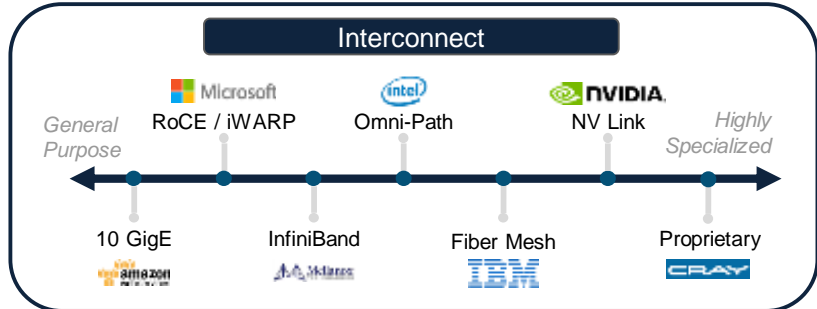 Interconnect
Microsoft
intel
NVIDIA.
General
Purpose
RoCE / iWARP
Omni-Path
NV Link
Highly
Specialized
10 GigE
InfiniBand
Fiber Mesh
Proprietary
amazon
Mellanox
IBM
CRAY